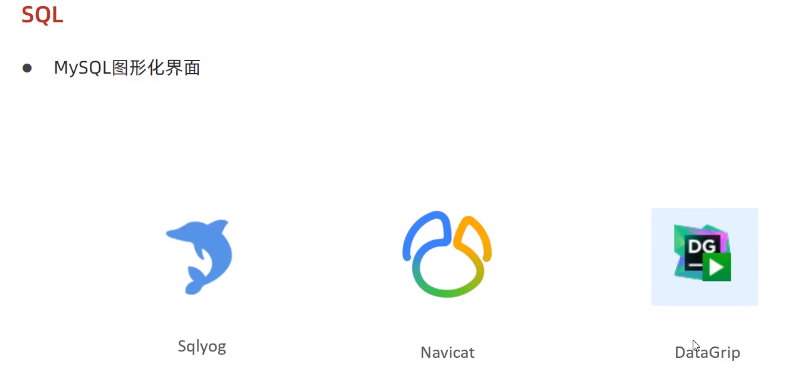 SQL
MySQL图形化界面
DG
Sqlyog
Navicat
DataGrip